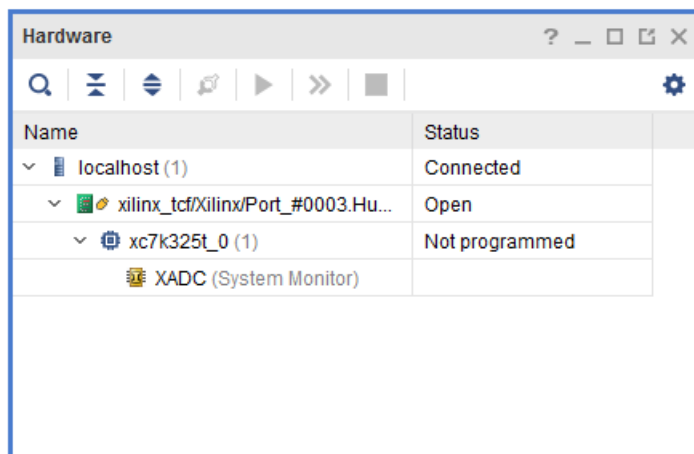 Hardware
Name Status
localhost (1) Connected
xilinx_tcf/Xilinx/Port_#0003.Hu... Open
xc7k325t_0 (1) Not programmed
XADC (System Monitor)